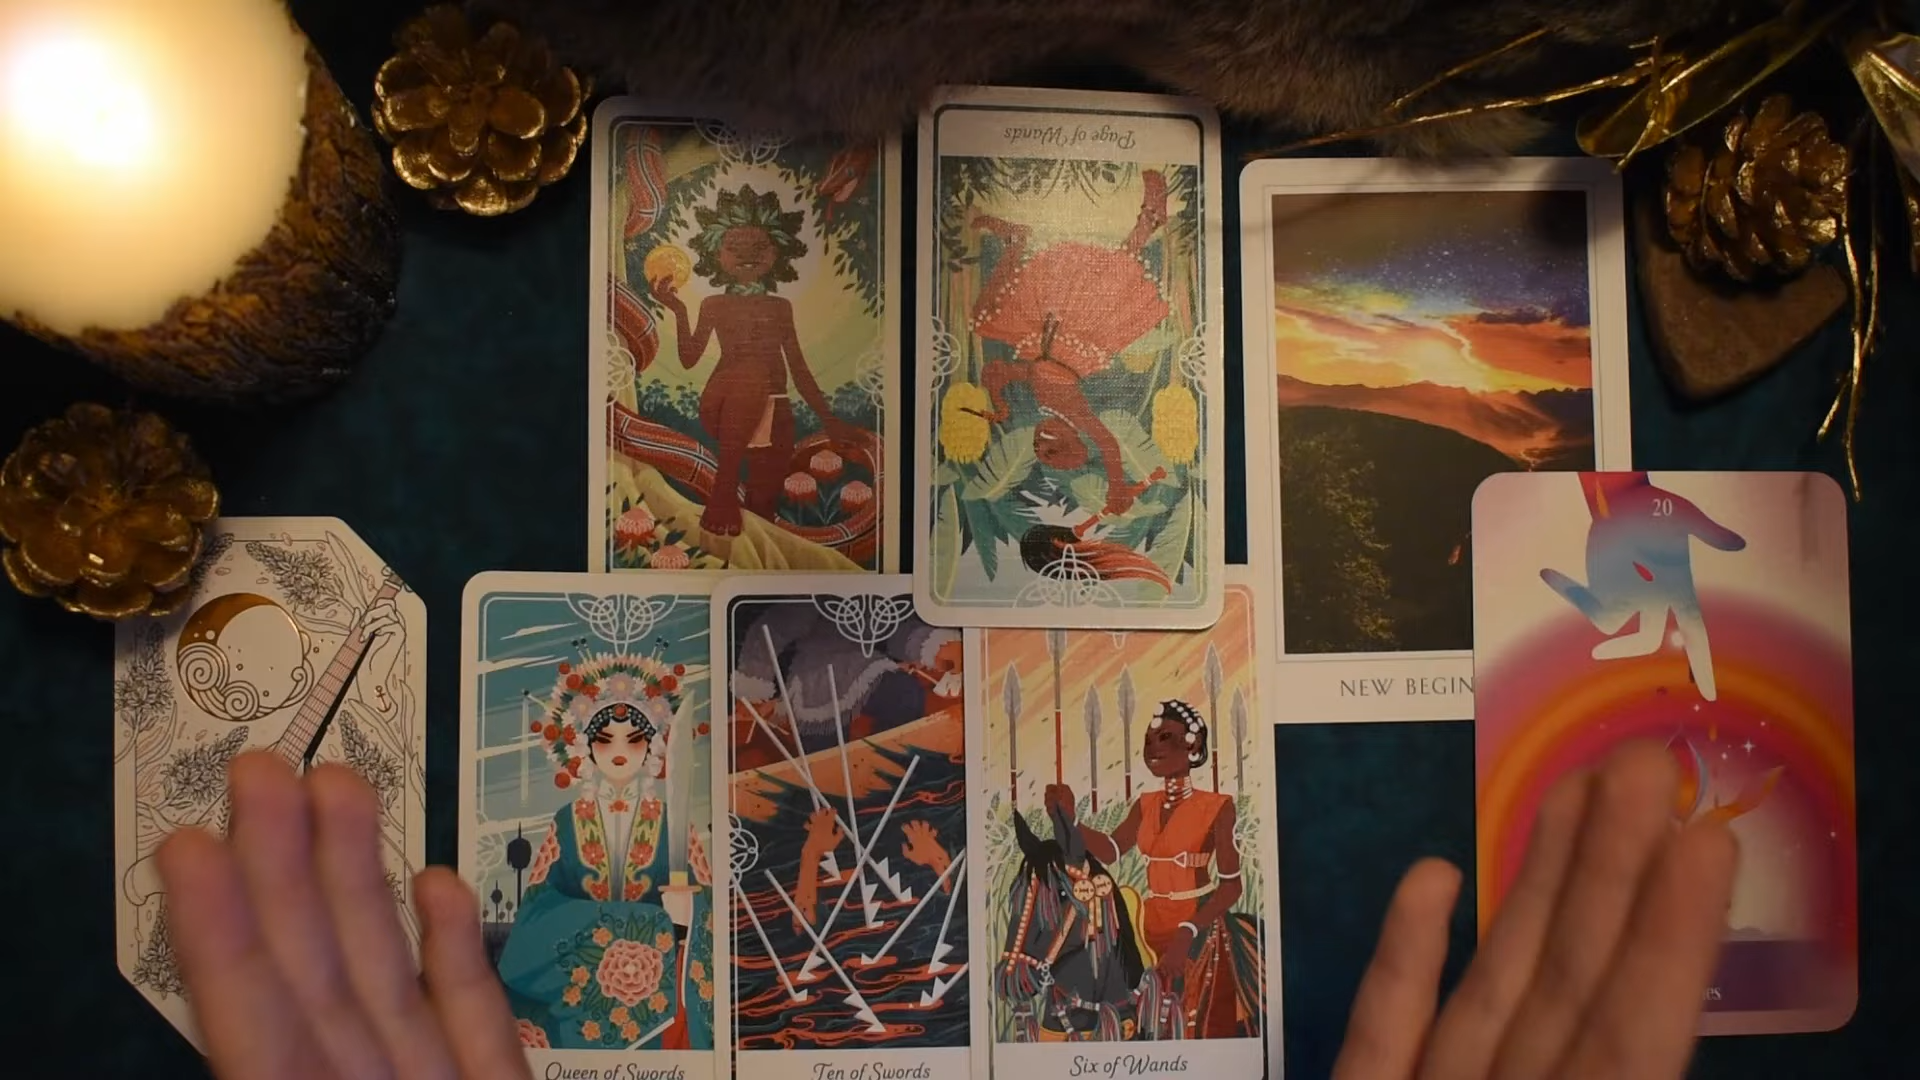 Page of Wands
NEW BEGIN
20
Queen of Swords
Ten of Swords
Six of Wands